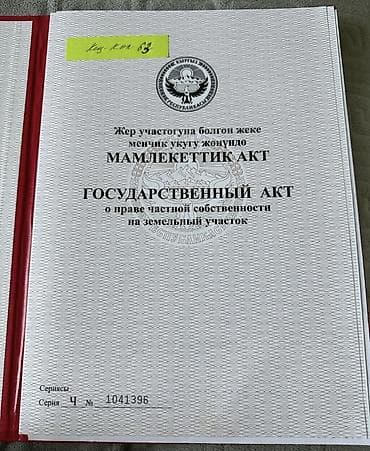 Жер участогуна болгон жеке
менчик укугу жөнүндө
МАМЛЕКЕТТИК АКТ
ГОСУДАРСТВЕННЫЙ АКТ
о праве частной собственности
на земельный участок
Сериясы
Серия Ч № 1041396